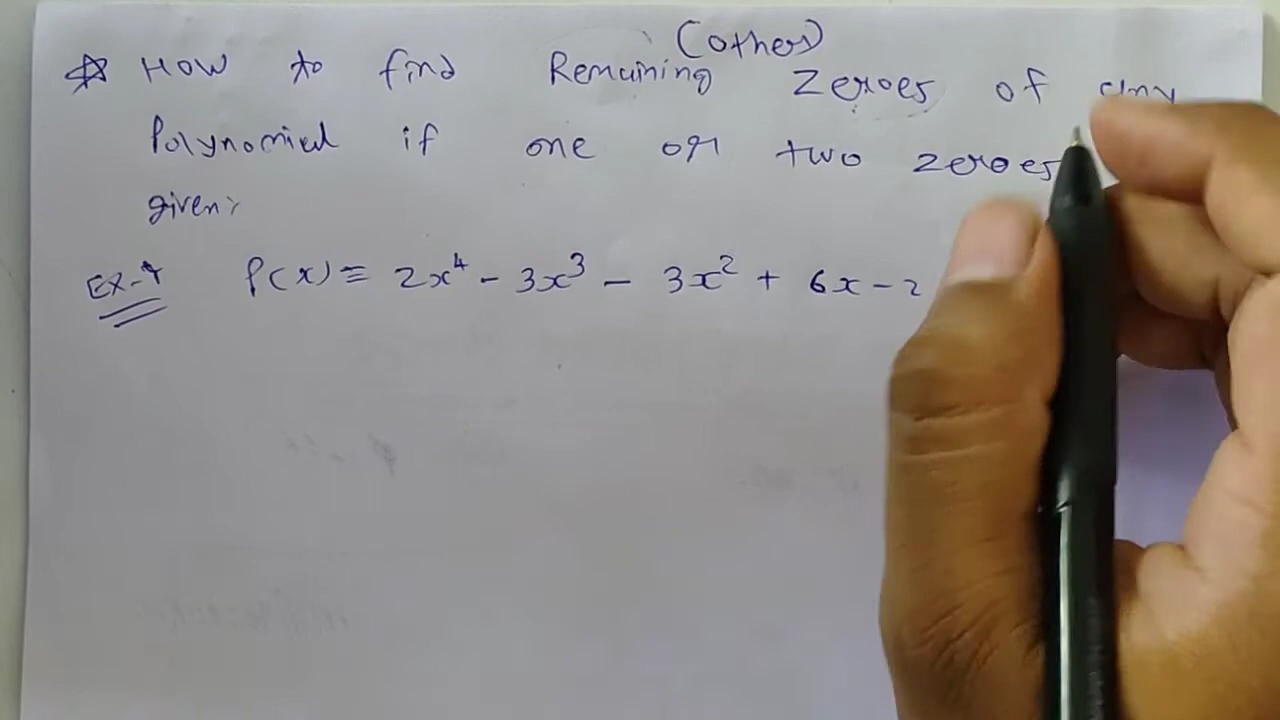 ☆ How to find Remaining (other) zeroes of any
Polynomial if one or two zeroes
given:
Ex-4 P(x) = 2x⁴ - 3x³ - 3x² + 6x - 2